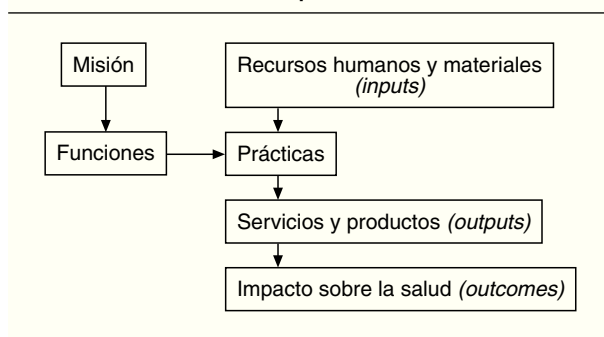 Misión
Recursos humanos y materiales
(inputs)
Funciones
Prácticas
Servicios y productos (outputs)
Impacto sobre la salud (outcomes)